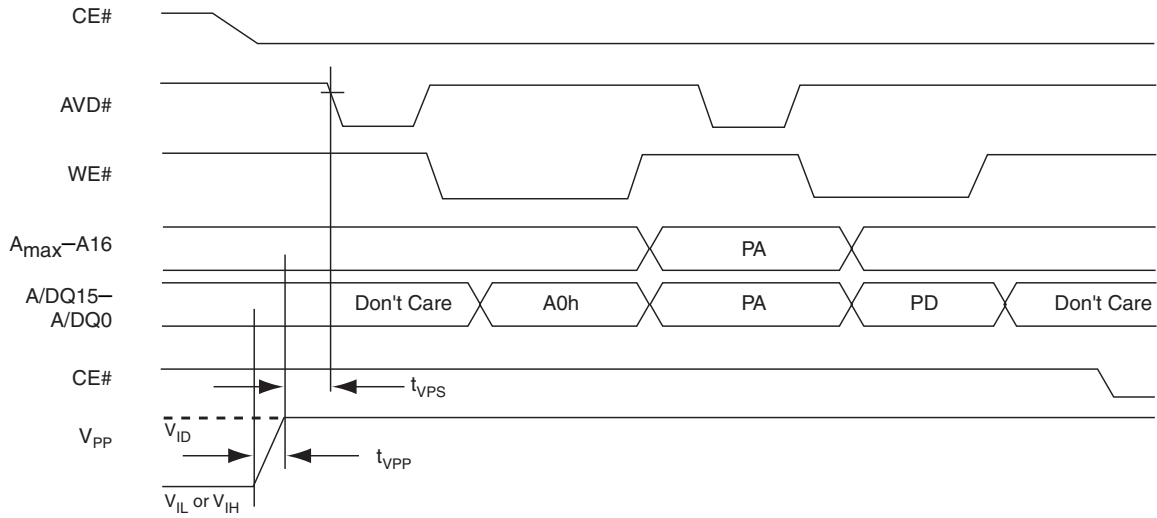 CE#
AVD#
WE#
Amax–A16
PA
A/DQ15–
A/DQ0
Don't Care
A0h
PA
PD
Don't Care
CE#
tVPS
VPP
VID
tVPP
VIL or VIH